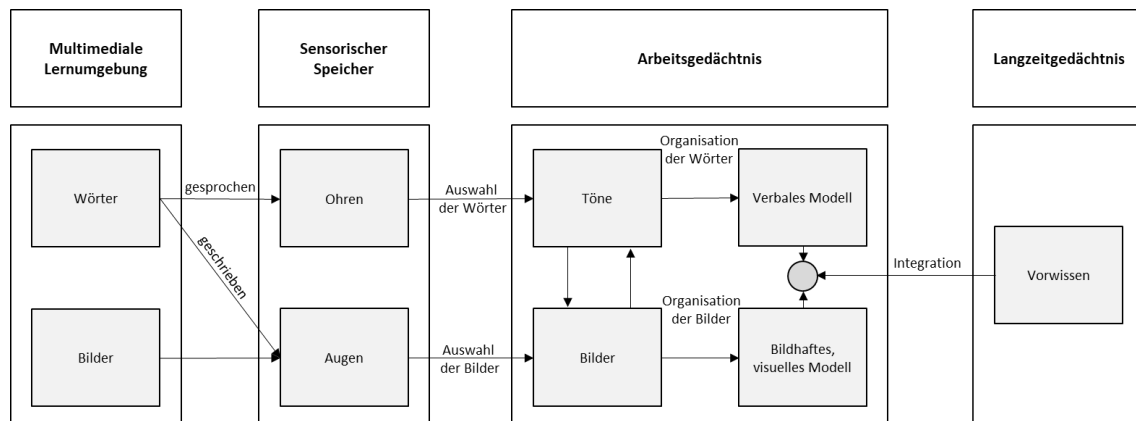 Multimediale
Lernumgebung
Sensorischer
Speicher
Arbeitsgedächtnis
Langzeitgedächtnis
Wörter
gesprochen
geschrieben
Bilder
Ohren
Augen
Auswahl
der Wörter
Auswahl
der Bilder
Töne
Bilder
Organisation
der Wörter
Organisation
der Bilder
Verbales Modell
Bildhaftes,
visuelles Modell
Integration
Vorwissen